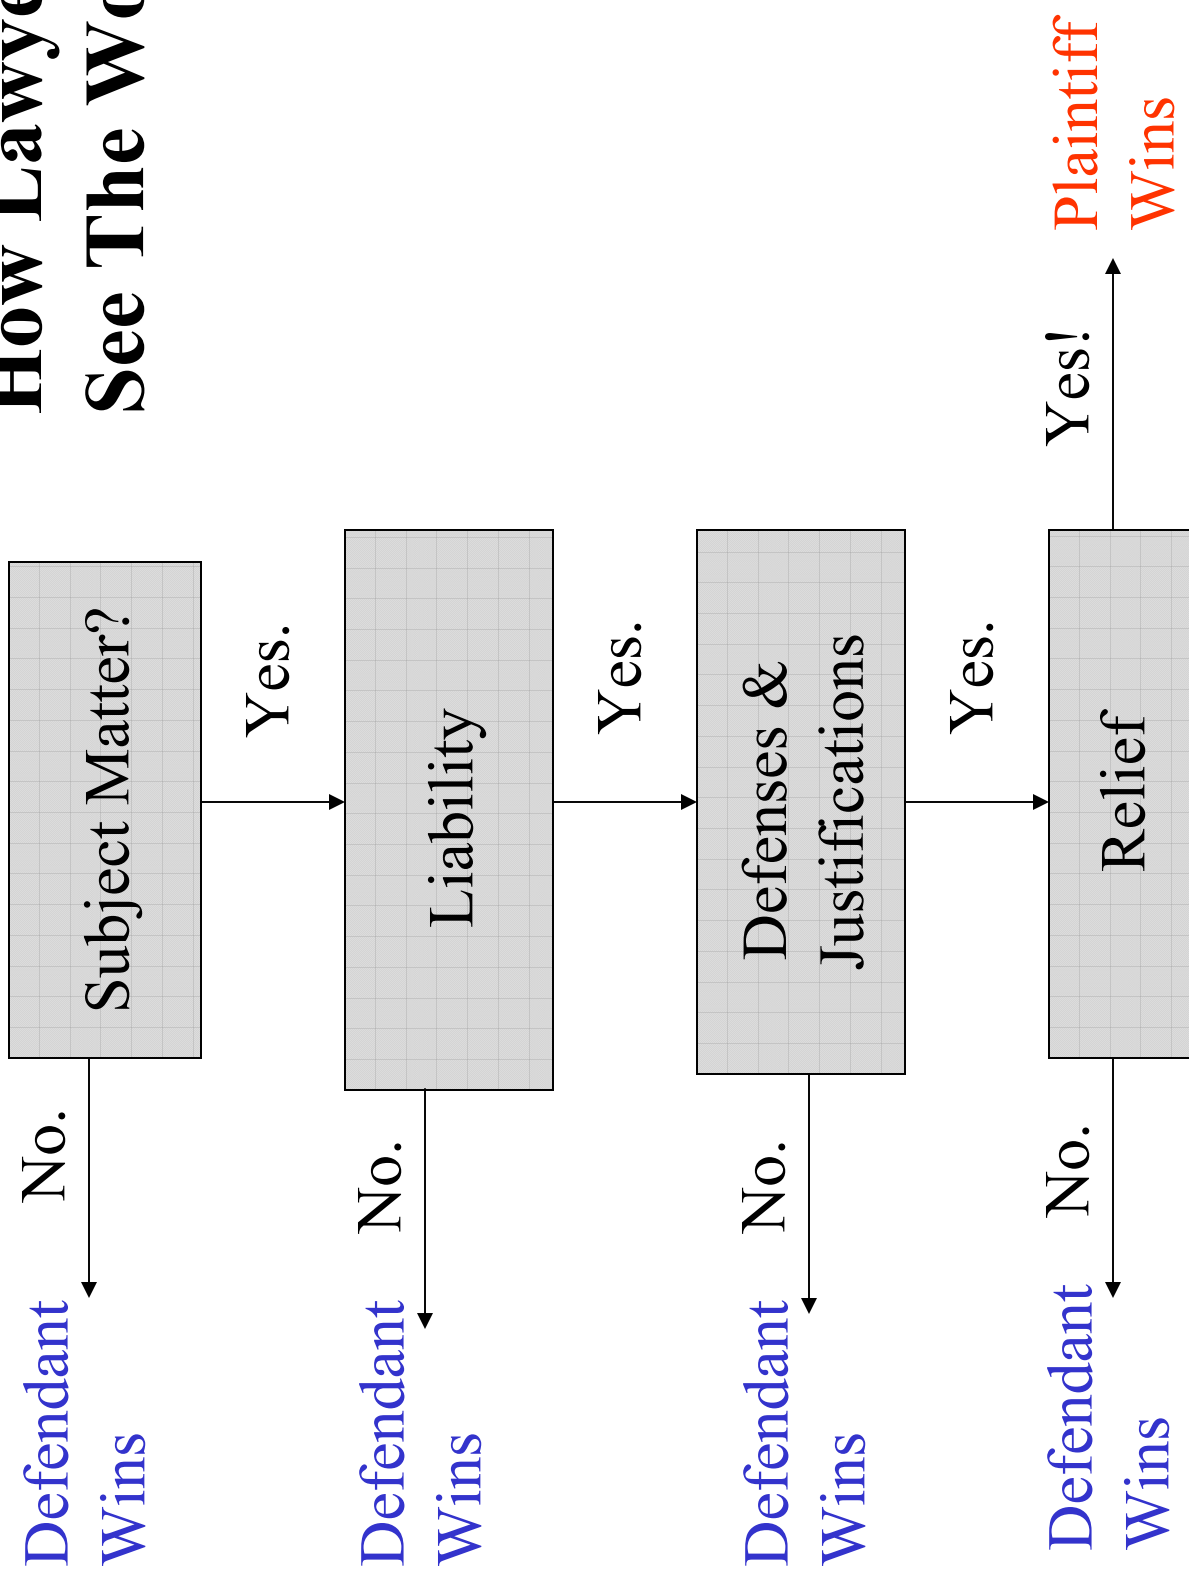 How Lawye
See The Wo
Subject Matter?
No.
Defendant
Wins
Yes.
Liability
No.
Defendant
Wins
Yes.
Defenses &
Justifications
No.
Defendant
Wins
Yes.
Relief
No.
Defendant
Wins
Yes!
Plaintiff
Wins